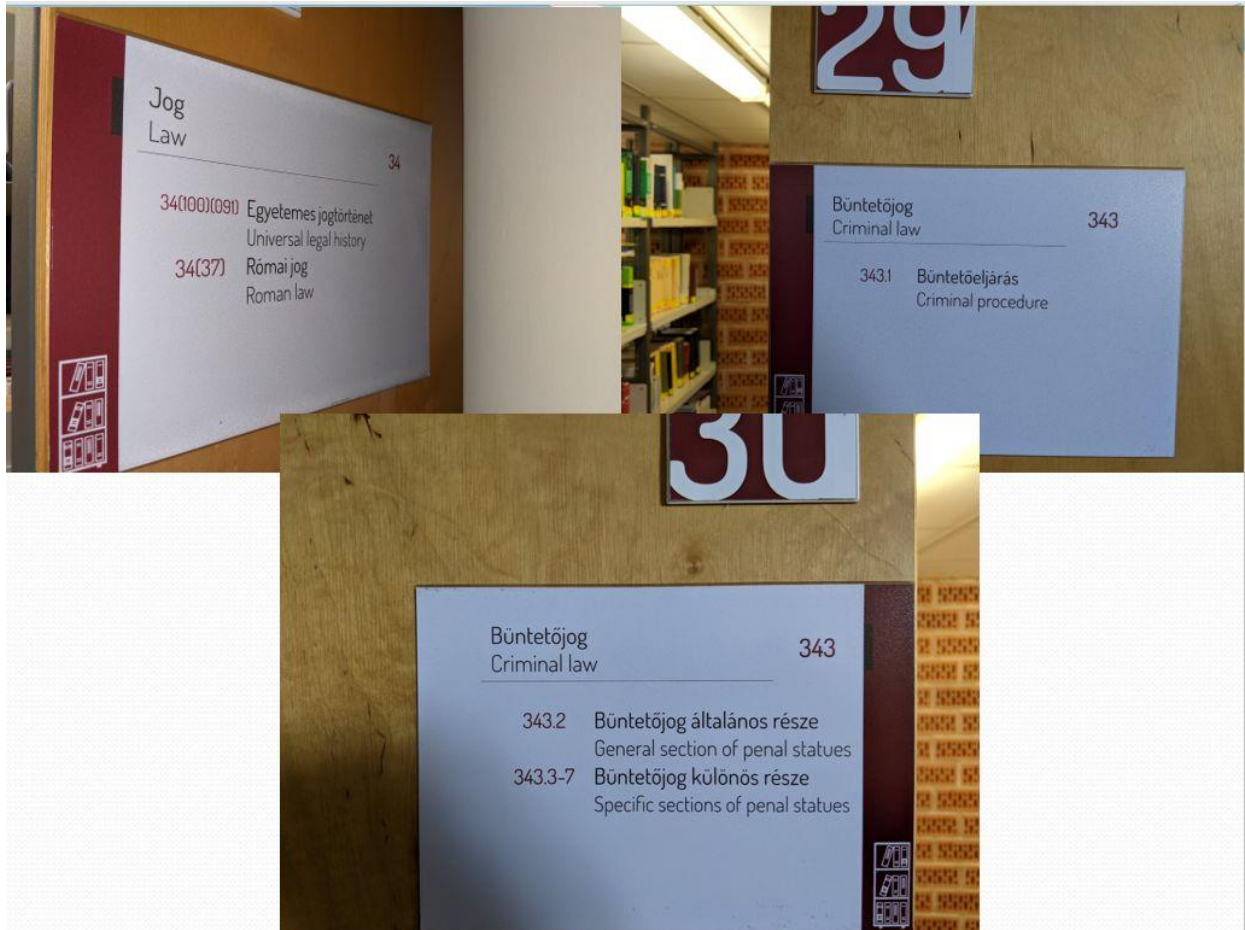 Jog
Law
34
34(100)(091) Egyetemes jogtörténet
Universal legal history
34(37) Római jog
Roman law
29
Büntetőjog
Criminal law
343
343.1 Büntetőeljárás
Criminal procedure
30
Büntetőjog
Criminal law
343
343.2 Büntetőjog általános része
General section of penal statues
343.3-7 Büntetőjog különös része
Specific sections of penal statues